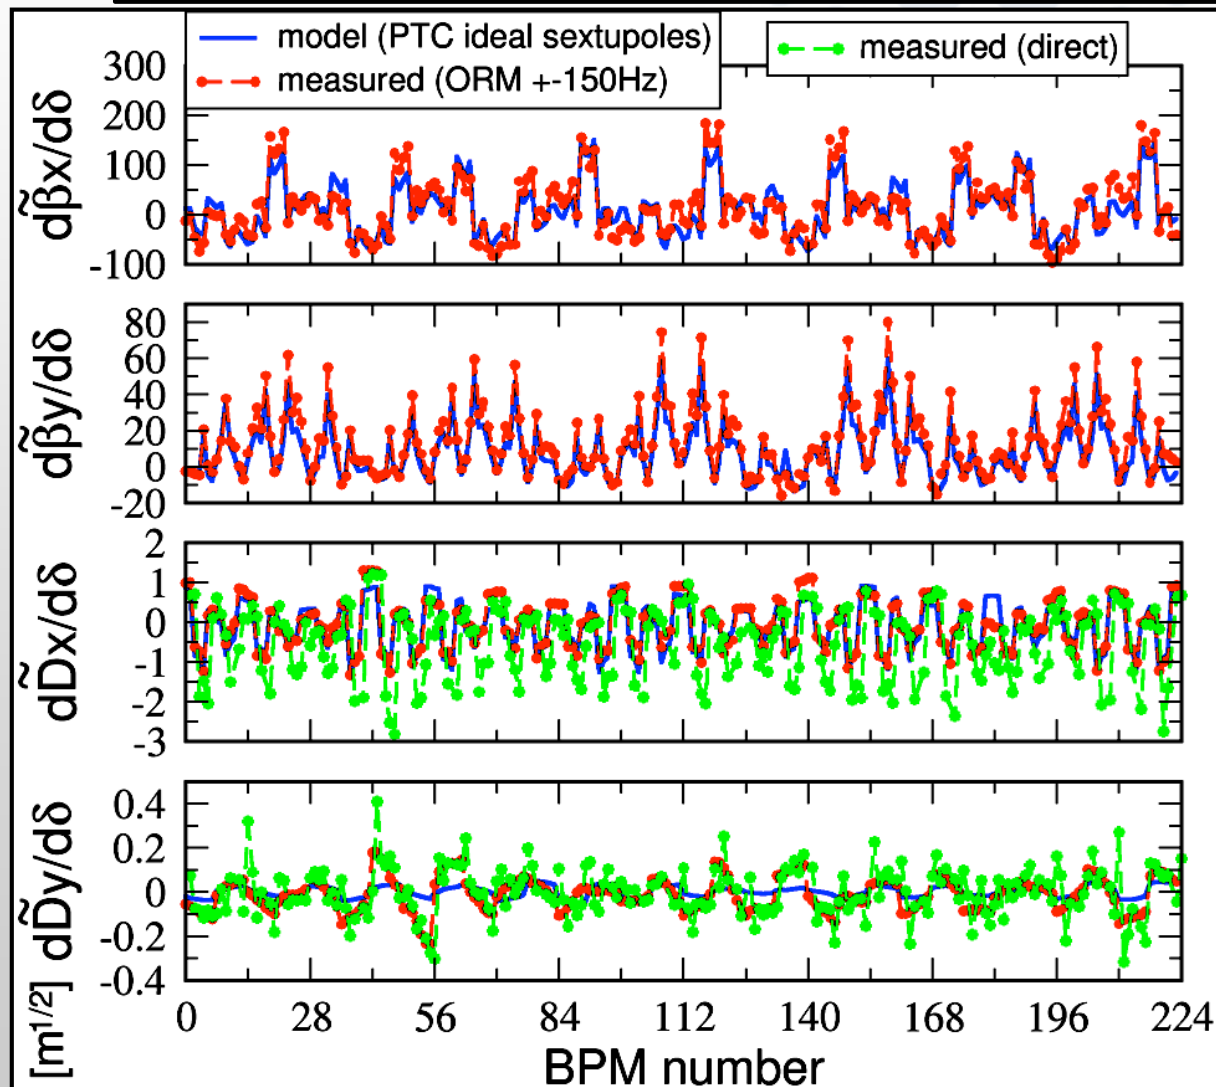 model (PTC ideal sextupoles)
measured (ORM +-150Hz)
measured (direct)
d̃βx/dδ
300
200
100
0
-100
d̃βy/dδ
80
60
40
20
0
-20
d̃Dx/dδ
2
1
0
-1
-2
-3
[m^1/2] d̃Dy/dδ
0.4
0.2
0
-0.2
-0.4
0 28 56 84 112 140 168 196 224
BPM number